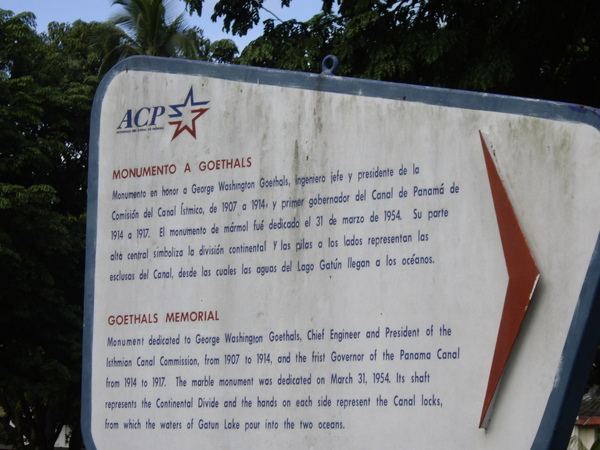 ACP
MONUMENTO A GOETHALS
Monumento en honor a George Washington Goethals, ingeniero jefe y presidente de la
Comisión del Canal Ístmico, de 1907 a 1914, y primer gobernador del Canal de Panamá de
1914 a 1917. El monumento de mármol fué dedicado el 31 de marzo de 1954. Su parte
alta central simboliza la división continental y las pilas a los lados representan las
esclusas del Canal, desde las cuales las aguas del Lago Gatún llegan a los océanos.
GOETHALS MEMORIAL
Monument dedicated to George Washington Goethals, Chief Engineer and President of the
Isthmian Canal Commission, from 1907 to 1914, and the frist Governor of the Panama Canal
from 1914 to 1917. The marble monument was dedicated on March 31, 1954. Its shaft
represents the Continental Divide and the hands on each side represent the Canal locks,
from which the waters of Gatun Lake pour into the two oceans.